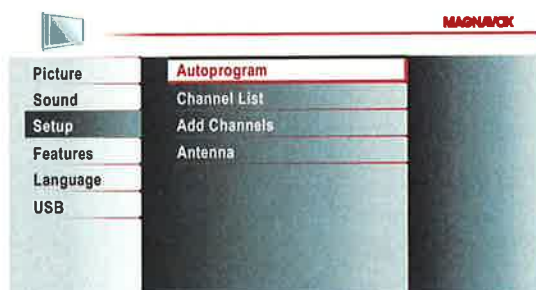 MAGNAVOX
Picture
Sound
Setup
Features
Language
USB
Autoprogram
Channel List
Add Channels
Antenna